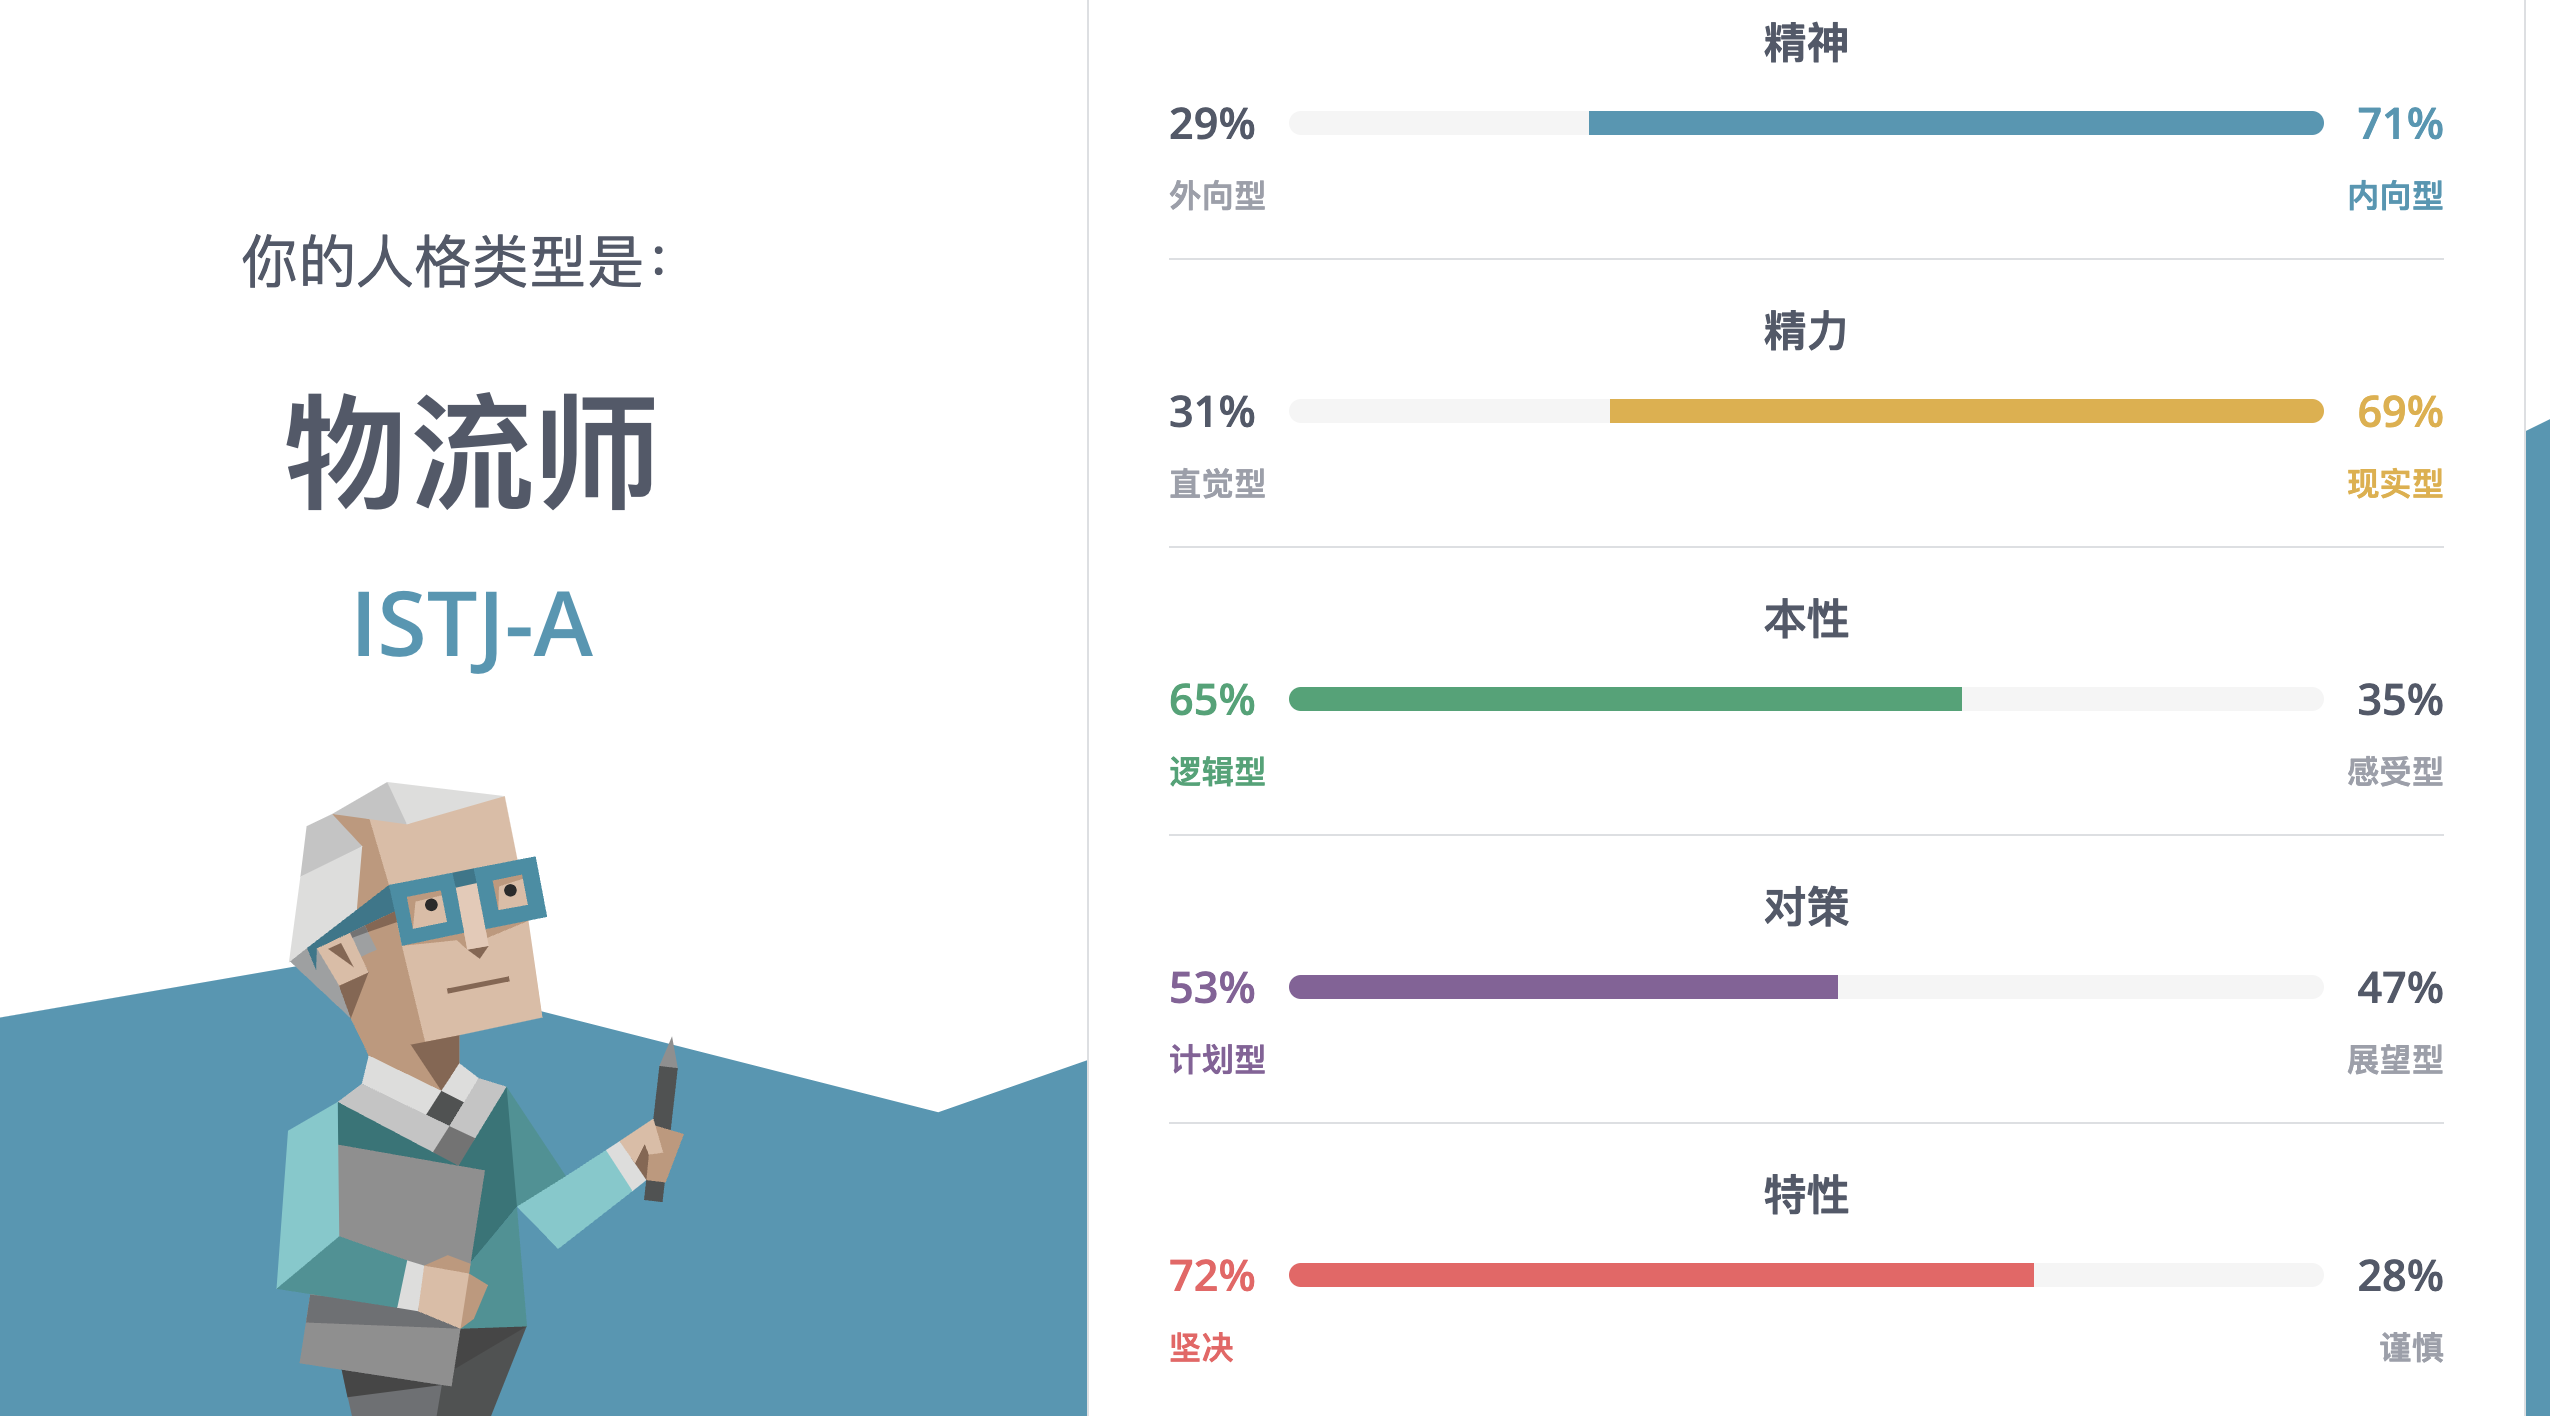 你的人格类型是：
物流师
ISTJ-A
精神
29% 71%
外向型 内向型
精力
31% 69%
直觉型 现实型
本性
65% 35%
逻辑型 感受型
对策
53% 47%
计划型 展望型
特性
72% 28%
坚决 谨慎